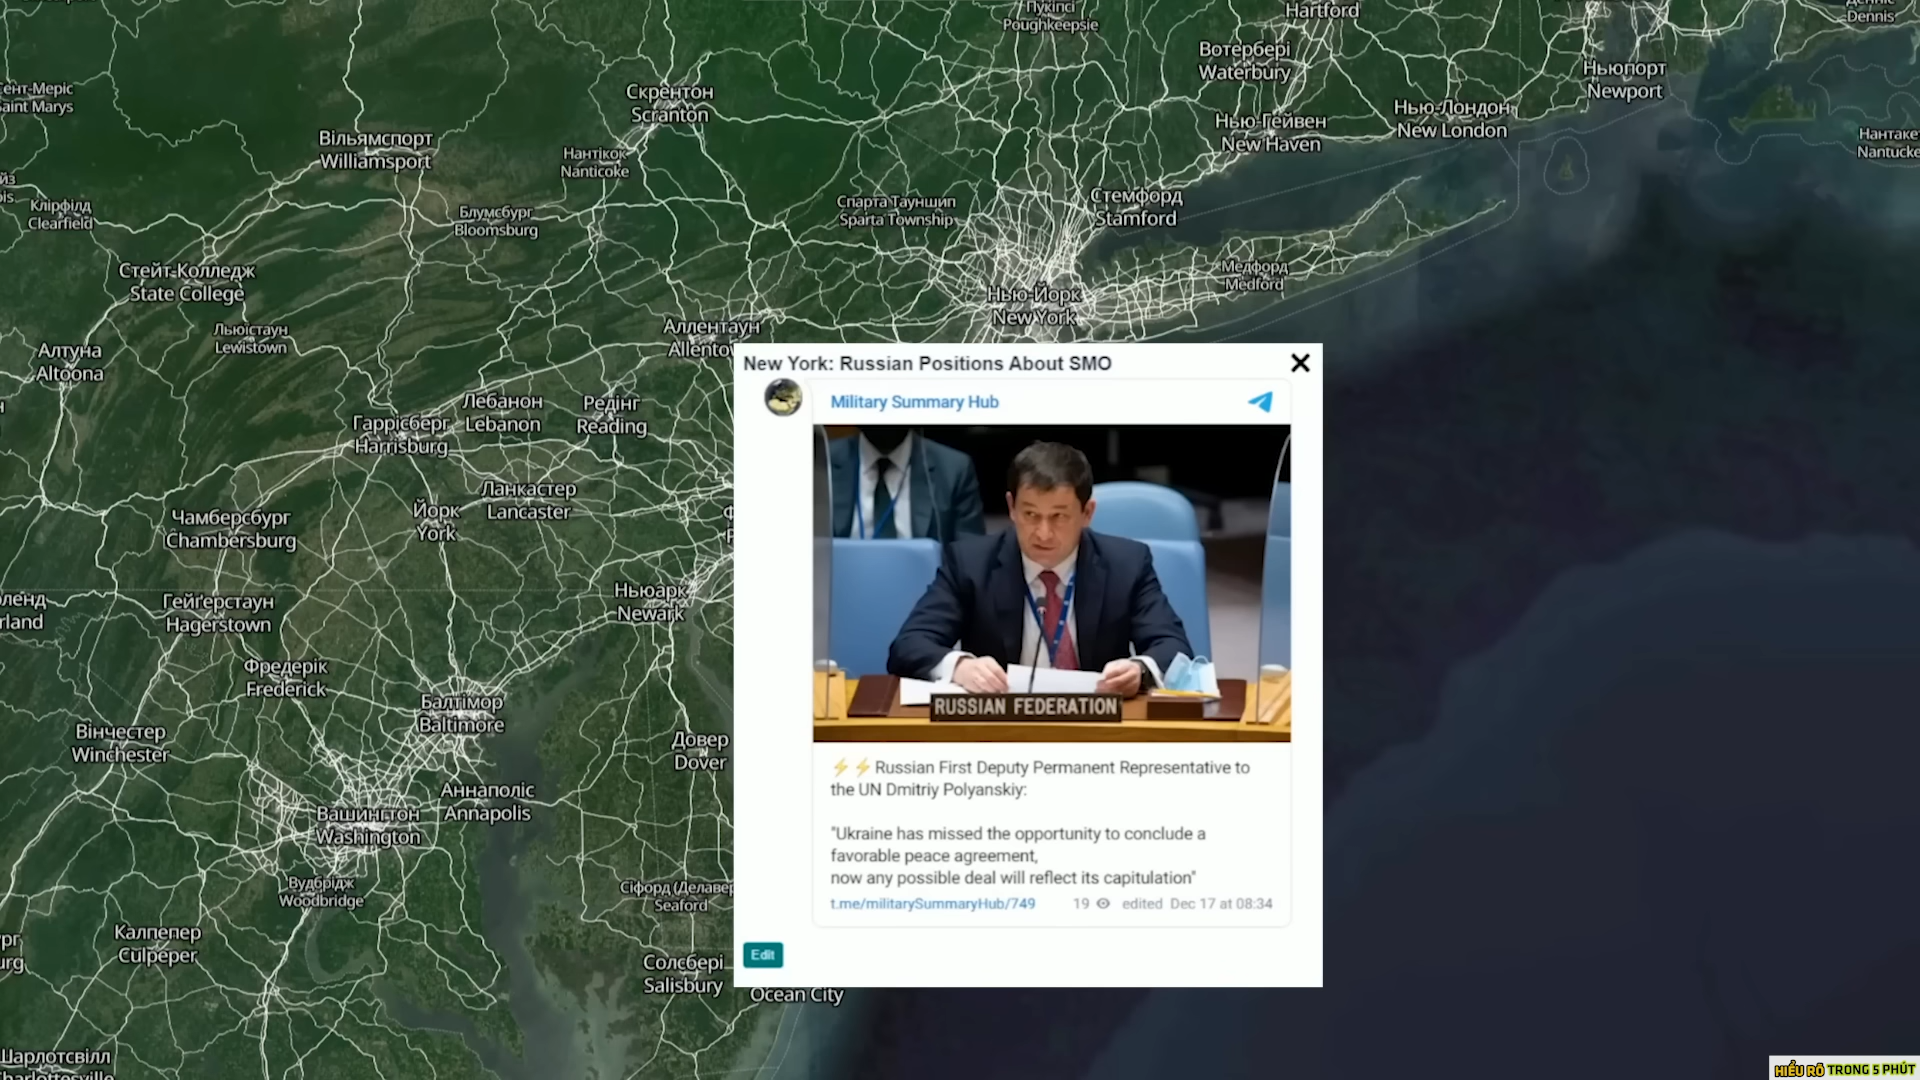 Пукіпсі
Poughkeepsie
Hartford
Dennis
Вотербері
Waterbury
Ньюпорт
Newport
Сент-Меріс
Saint Marys
Скрентон
Scranton
Нью-Лондон
New London
Нью-Гейвен
New Haven
Вільямспорт
Williamsport
Нантікок
Nanticoke
Нантаке
Nantucke
Клірфілд
Clearfield
Блумсбург
Bloomsburg
Спарта Тауншип
Sparta Township
Стемфорд
Stamford
Стейт-Колледж
State College
Медфорд
Medford
Нью-Йорк
New York
Льюїстаун
Lewistown
Аллентаун
Allento
Алтуна
Altoona
New York: Russian Positions About SMO
Military Summary Hub
Гаррісберг
Harrisburg
Лебанон
Lebanon
Редінг
Reading
Чамберсбург
Chambersburg
Йорк
York
Ланкастер
Lancaster
ленд
rland
Гейґерстаун
Hagerstown
Ньюарк
Newark
Фредерік
Frederick
Балтімор
Baltimore
RUSSIAN FEDERATION
Вінчестер
Winchester
Довер
Dover
⚡⚡Russian First Deputy Permanent Representative to
the UN Dmitriy Polyanskiy:
"Ukraine has missed the opportunity to conclude a
favorable peace agreement,
now any possible deal will reflect its capitulation"
t.me/militarySummaryHub/749 19 edited Dec 17 at 08:34
Edit
Аннаполіс
Annapolis
Вашингтон
Washington
Вудбрідж
Woodbridge
Сіфорд (Делавер
Seaford
Калпепер
Culpeper
Солсбері
Salisbury
Ocean City
Шарлотсвілл
Charlottesville
HIỂU RÕ TRONG 5 PHÚT